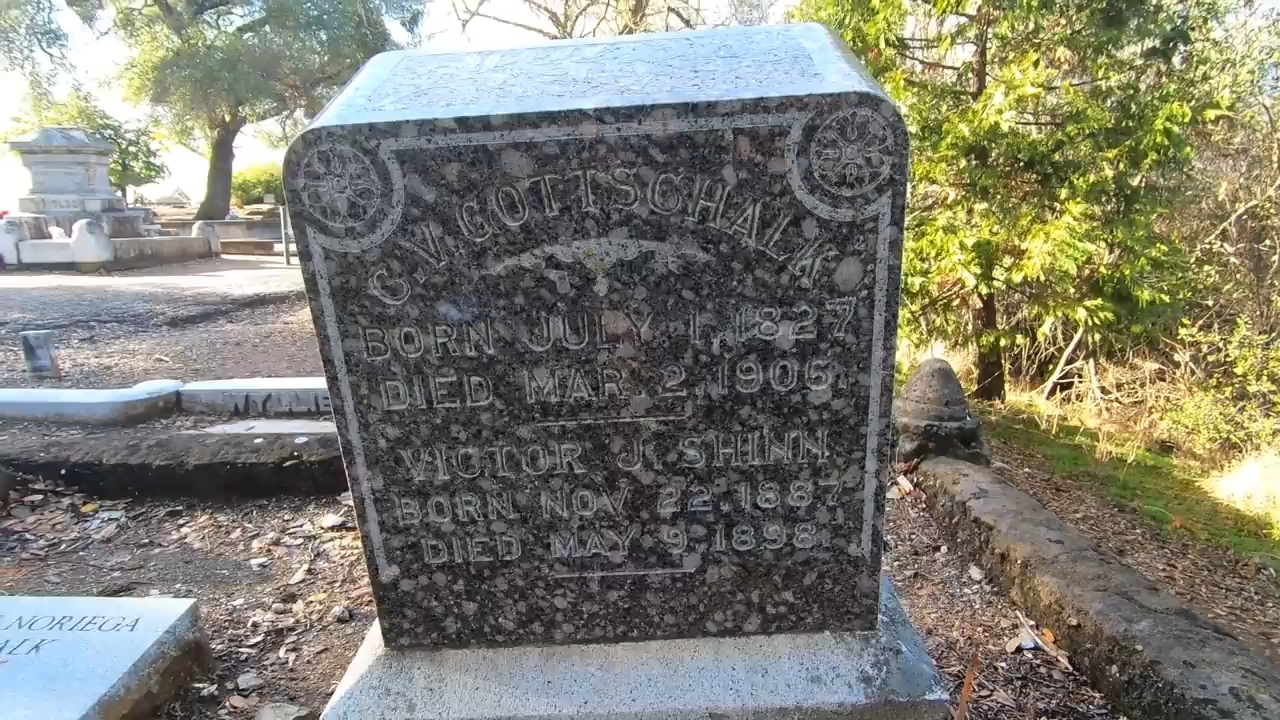 C.V. GOTTSCHALK
BORN JULY 1, 1827
DIED MAR. 2, 1905.
VICTOR J. SHINN
BORN NOV. 22, 1887
DIED MAY 9, 1898.
NORIEGA
ALK